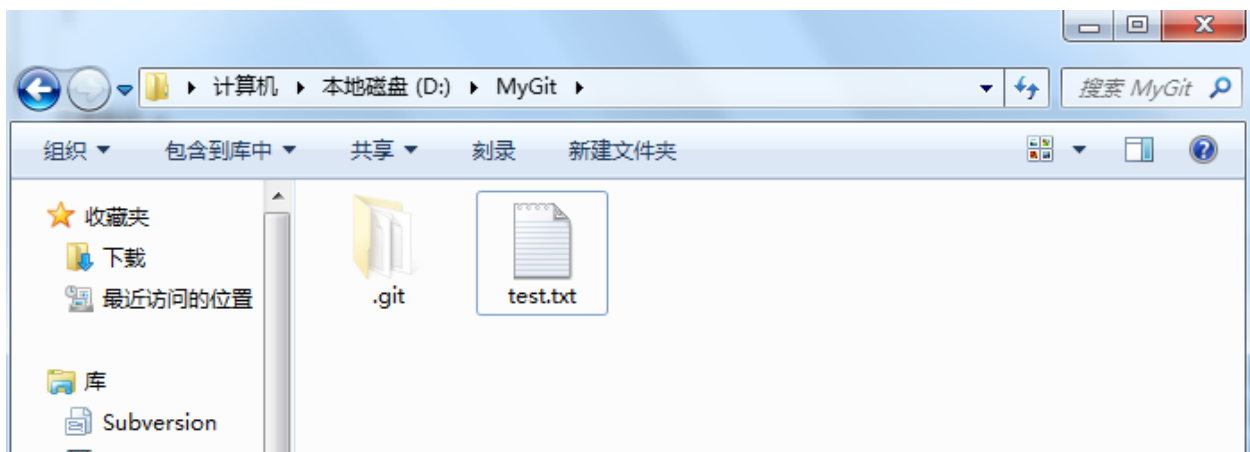 计算机 本地磁盘 (D:) MyGit 搜索 MyGit
组织 包含到库中 共享 刻录 新建文件夹
收藏夹
下载
最近访问的位置
库
Subversion
.git test.txt